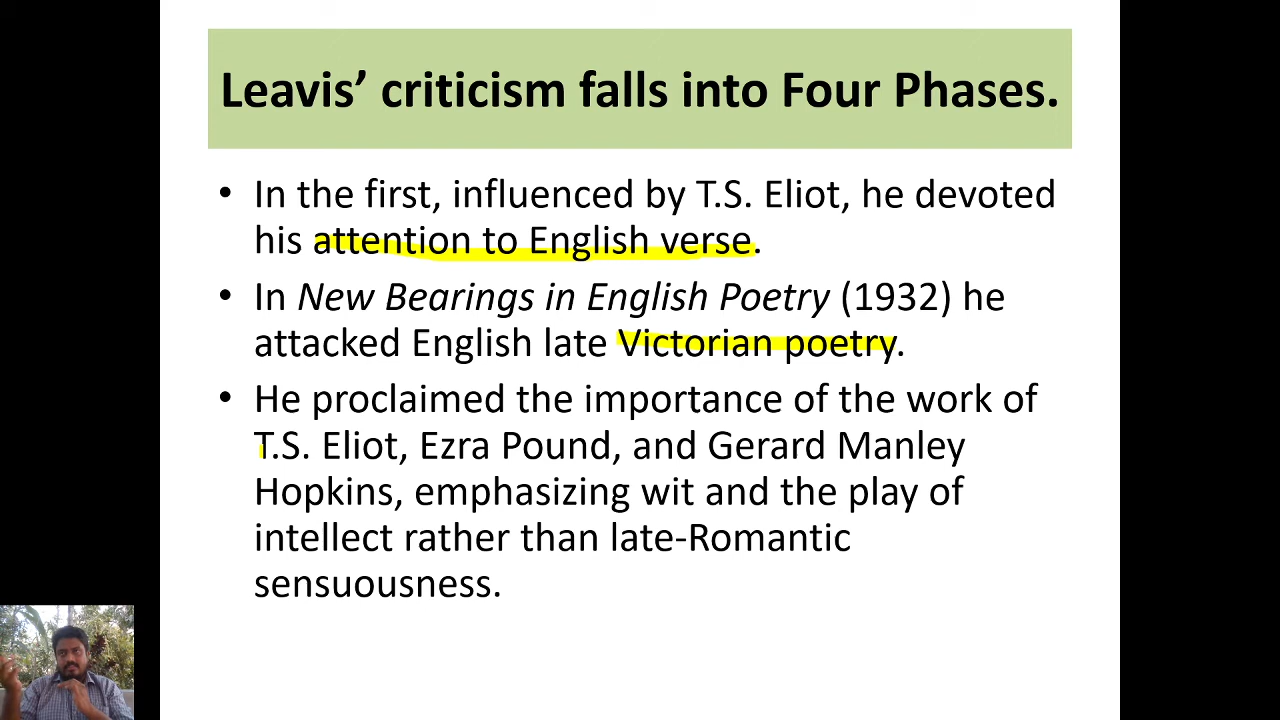 Leavis’ criticism falls into Four Phases.
• In the first, influenced by T.S. Eliot, he devoted
his attention to English verse.
• In New Bearings in English Poetry (1932) he
attacked English late Victorian poetry.
• He proclaimed the importance of the work of
T.S. Eliot, Ezra Pound, and Gerard Manley
Hopkins, emphasizing wit and the play of
intellect rather than late-Romantic
sensuousness.